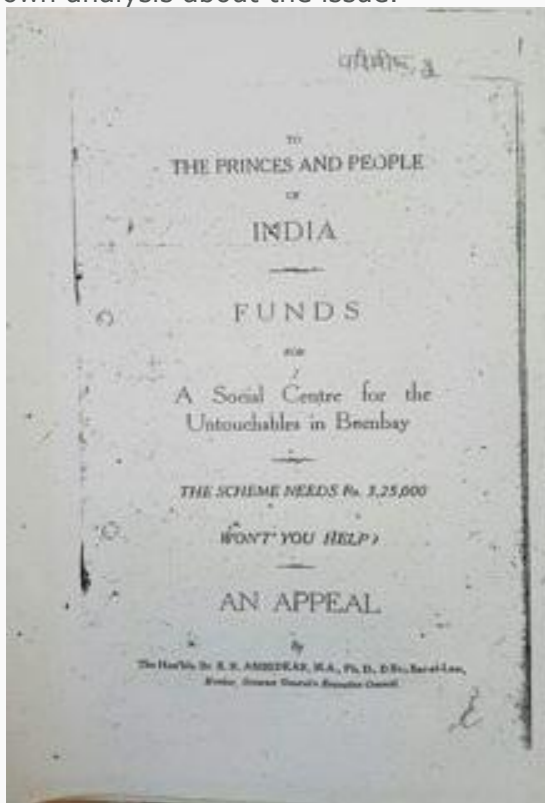 own analysis about the issue.
परिशिष्ट, ३
TO
THE PRINCES AND PEOPLE
OF
INDIA
FUNDS
FOR
A Social Centre for the
Untouchables in Bombay
THE SCHEME NEEDS Rs. 3,25,000
WON'T YOU HELP?
AN APPEAL
By
The Hon'ble Dr. B. R. AMBEDKAR, M.A., Ph. D., D.Sc., Bar-at-Law,
Member, Governor General's Executive Council